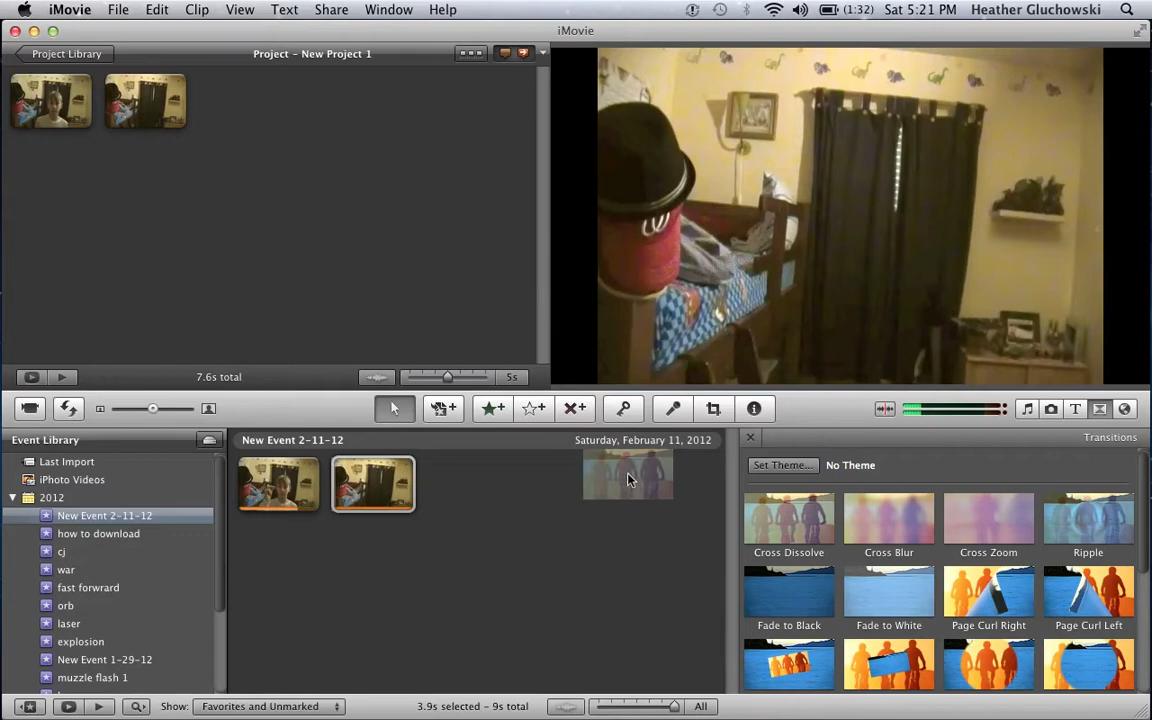 iMovie File Edit Clip View Text Share Window Help (1:32) Sat 5:21 PM Heather Gluchowski
iMovie
Project Library Project - New Project 1
7.6s total 5s
Event Library New Event 2-11-12 Saturday, February 11, 2012 Transitions
Last Import Set Theme... No Theme
iPhoto Videos
2012
New Event 2-11-12
how to download
cj
Cross Dissolve Cross Blur Cross Zoom Ripple
war
fast forward
orb
laser
Fade to Black Fade to White Page Curl Right Page Curl Left
explosion
New Event 1-29-12
muzzle flash 1
Show: Favorites and Unmarked 3.9s selected - 9s total All